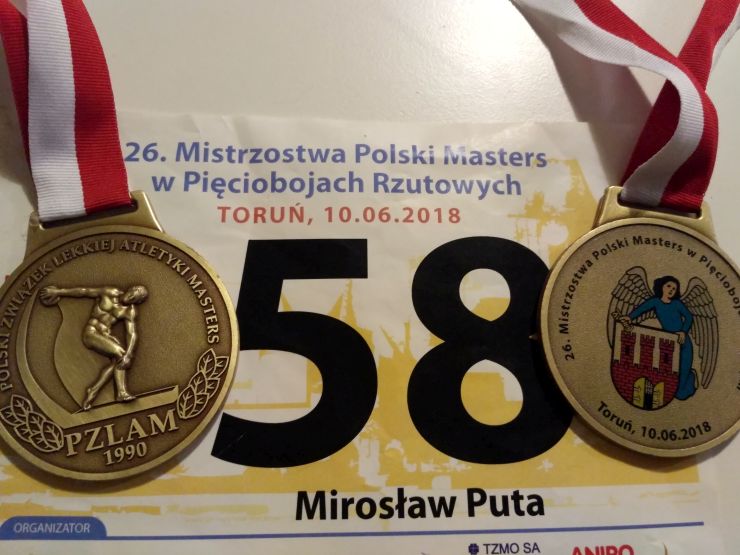 26. Mistrzostwa Polski Masters
w Pięciobojach Rzutowych
TORUŃ, 10.06.2018
58
Mirosław Puta
ORGANIZATOR
TZMO SA
POLSKI ZWIĄZEK LEKKIEJ ATLETYKI MASTERS
PZLAM
1990
26. Mistrzostwa Polski Masters w
Toruń, 10.06.2018